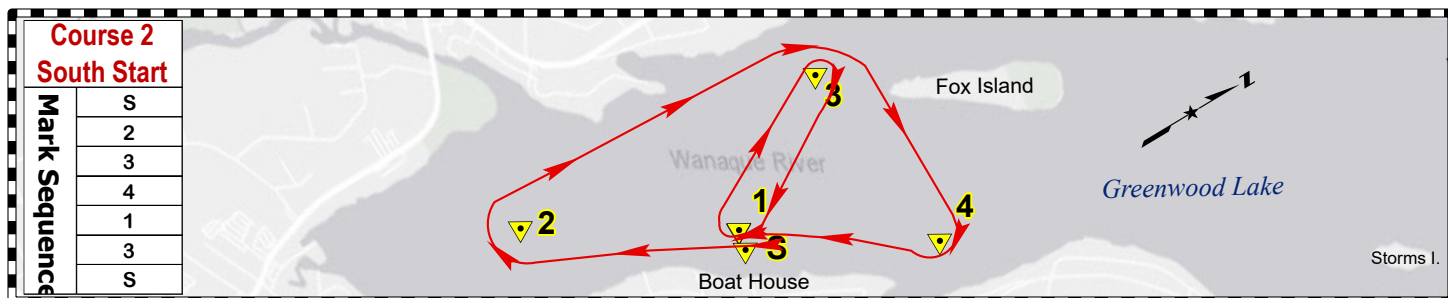 Course 2
South Start
Mark Sequence
S
2
3
4
1
3
S
3
Fox Island
N
Wanaque River
Greenwood Lake
1
4
2
S
Boat House
Storms I.